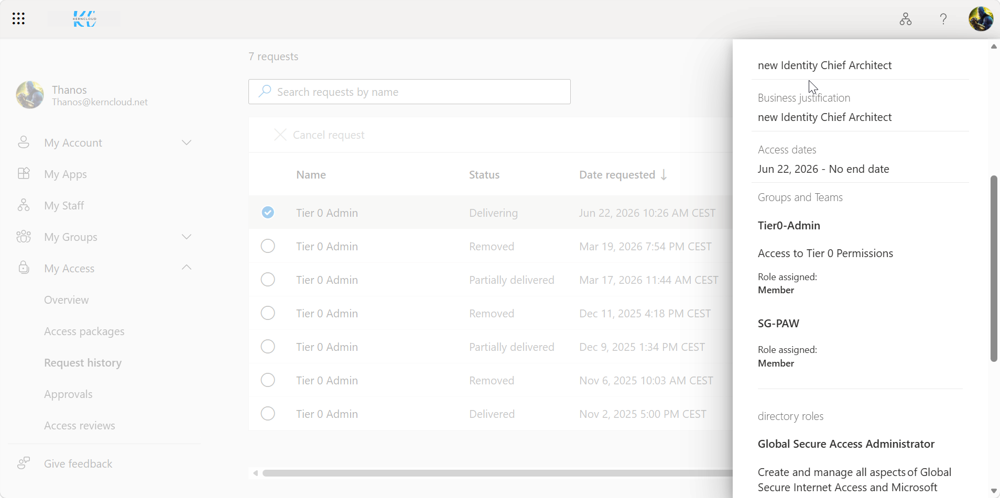 KERNCLOUD
?
Thanos
Thanos@kerncloud.net
My Account
My Apps
My Staff
My Groups
My Access
Overview
Access packages
Request history
Approvals
Access reviews
Give feedback
7 requests
Search requests by name
Cancel request
Name Status Date requested
Tier 0 Admin Delivering Jun 22, 2026 10:26 AM CEST
Tier 0 Admin Removed Mar 19, 2026 7:54 PM CEST
Tier 0 Admin Partially delivered Mar 17, 2026 11:44 AM CEST
Tier 0 Admin Removed Dec 11, 2025 4:18 PM CEST
Tier 0 Admin Partially delivered Dec 9, 2025 1:34 PM CEST
Tier 0 Admin Removed Nov 6, 2025 10:03 AM CEST
Tier 0 Admin Delivered Nov 2, 2025 5:00 PM CEST
new Identity Chief Architect
Business justification
new Identity Chief Architect
Access dates
Jun 22, 2026 - No end date
Groups and Teams
Tier0-Admin
Access to Tier 0 Permissions
Role assigned:
Member
SG-PAW
Role assigned:
Member
directory roles
Global Secure Access Administrator
Create and manage all aspects of Global
Secure Internet Access and Microsoft